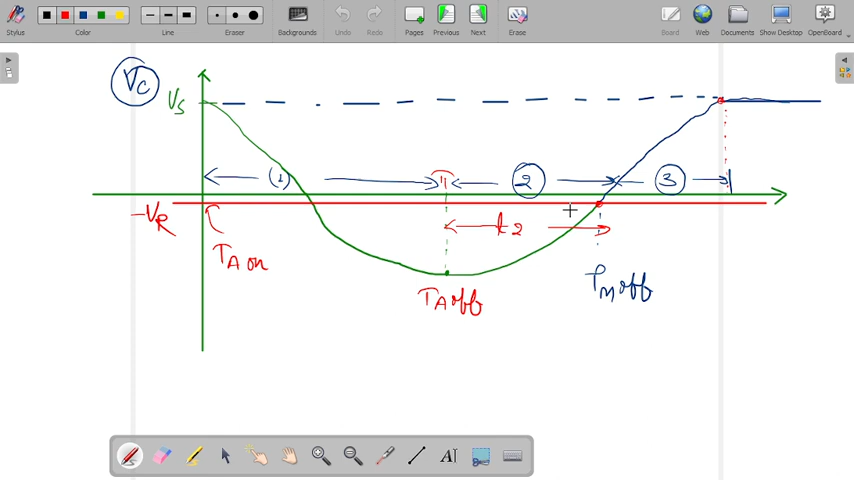 Stylus
Color
Line
Eraser
Backgrounds
Undo
Redo
Pages
Previous
Next
Erase
Board
Web
Documents
Show Desktop
OpenBoard
VC
VS
(1)
π
2
3
-VR
t2
TA on
TA off
TM off
AI